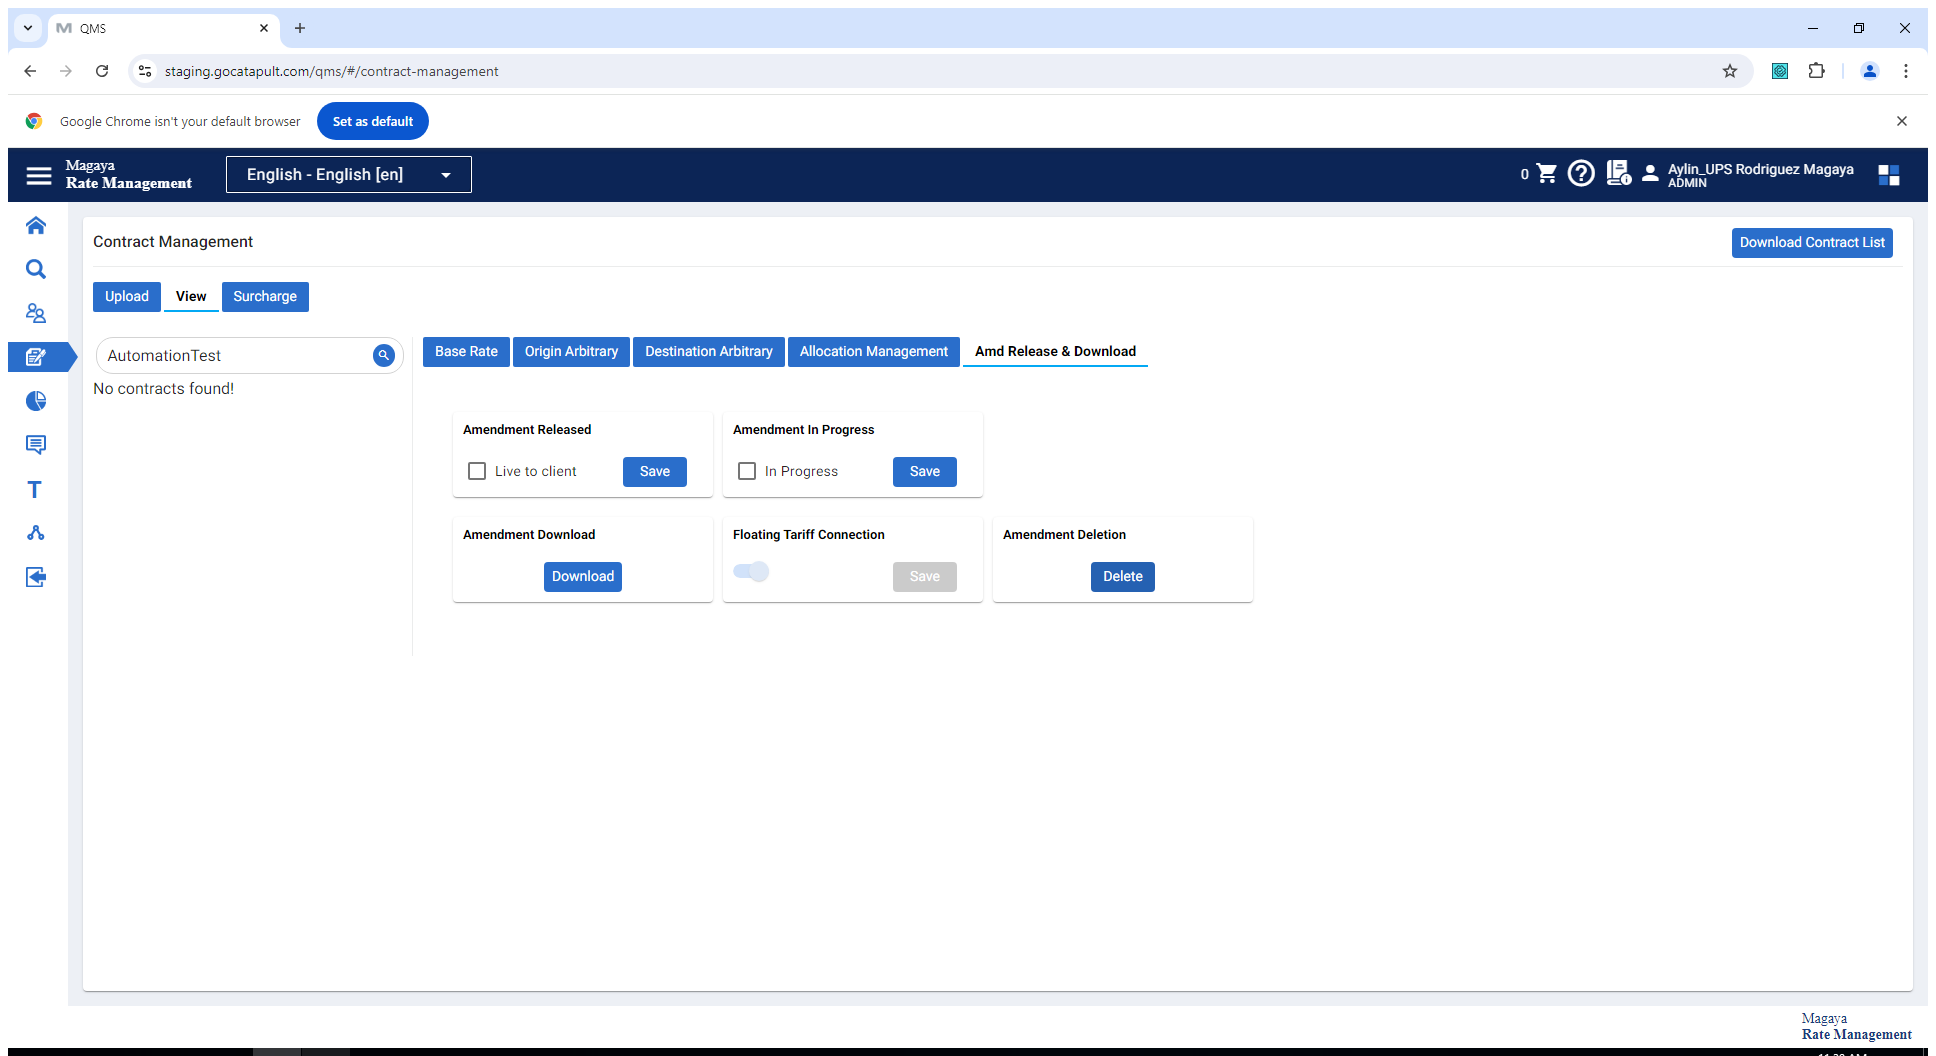 QMS
staging.gocatapult.com/qms/#/contract-management
Google Chrome isn't your default browser
Set as default
Magaya
Rate Management
English - English [en]
0
Aylin_UPS Rodriguez Magaya
ADMIN
Contract Management
Download Contract List
Upload
View
Surcharge
AutomationTest
No contracts found!
Base Rate
Origin Arbitrary
Destination Arbitrary
Allocation Management
Amd Release & Download
Amendment Released
Live to client
Save
Amendment In Progress
In Progress
Save
Amendment Download
Download
Floating Tariff Connection
Save
Amendment Deletion
Delete
Magaya
Rate Management